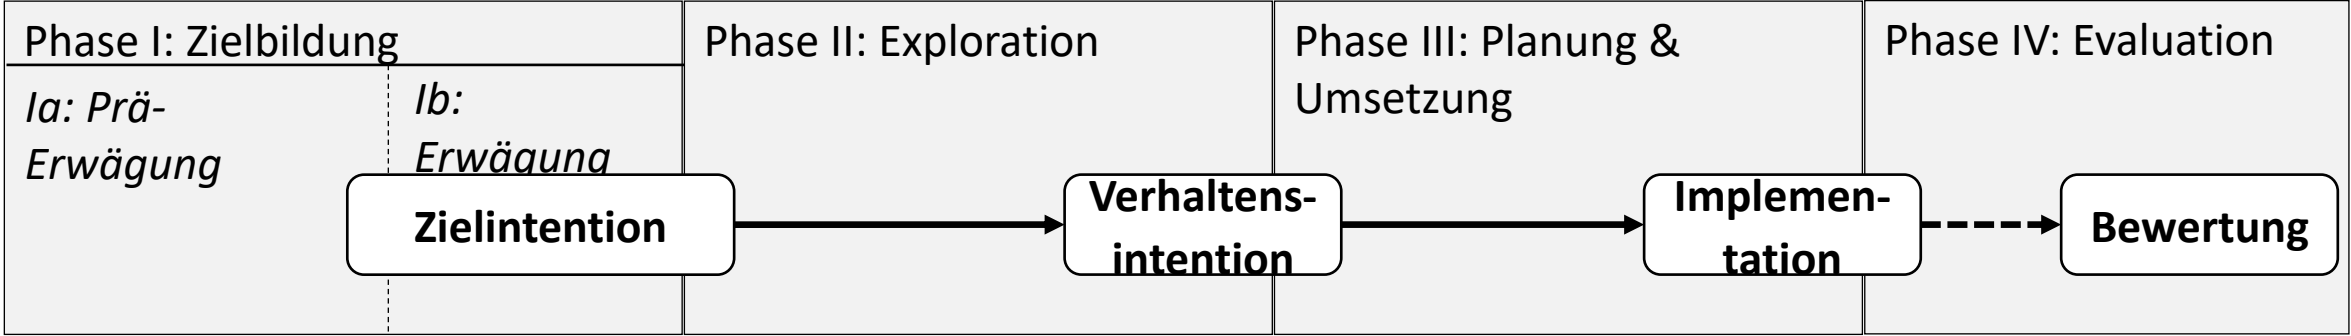 Phase I: Zielbildung
Ia: Prä-
Erwägung
Ib:
Erwägung
Zielintention
Phase II: Exploration
Verhaltens-
intention
Phase III: Planung &
Umsetzung
Implemen-
tation
Phase IV: Evaluation
Bewertung